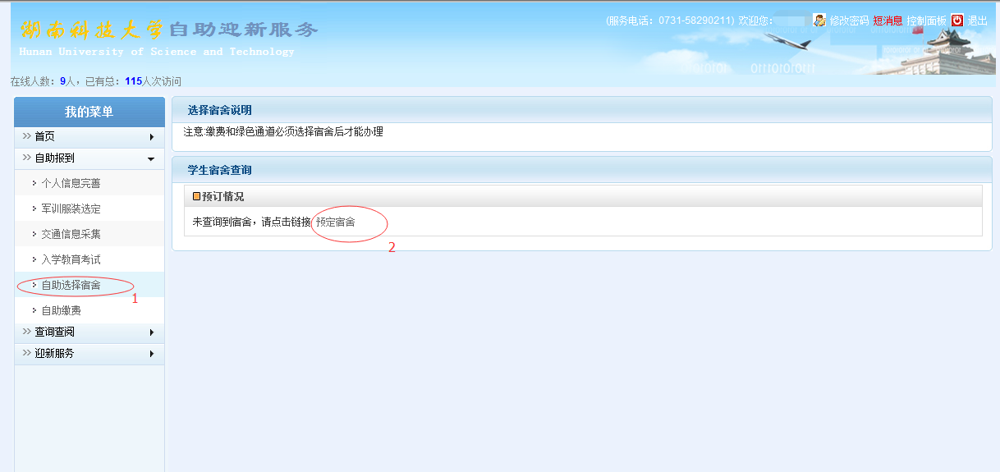 湖南科技大学自助迎新服务
Hunan University of Science and Technology
(服务电话：0731-58290211) 欢迎您： 修改密码 短消息 控制面板 退出
在线人数：9人，已有总：115人次访问
我的菜单
首页
自助报到
个人信息完善
军训服装选定
交通信息采集
入学教育考试
自助选择宿舍
1
自助缴费
查询查阅
迎新服务
选择宿舍说明
注意:缴费和绿色通道必须选择宿舍后才能办理
学生宿舍查询
预订情况
未查询到宿舍，请点击链接 预定宿舍
2